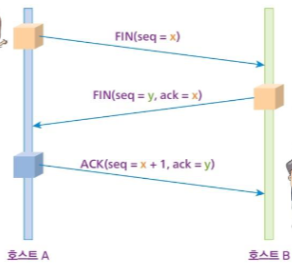 FIN(seq = x)
FIN(seq = y, ack = x)
ACK(seq = x + 1, ack = y)
호스트 A
호스트 B